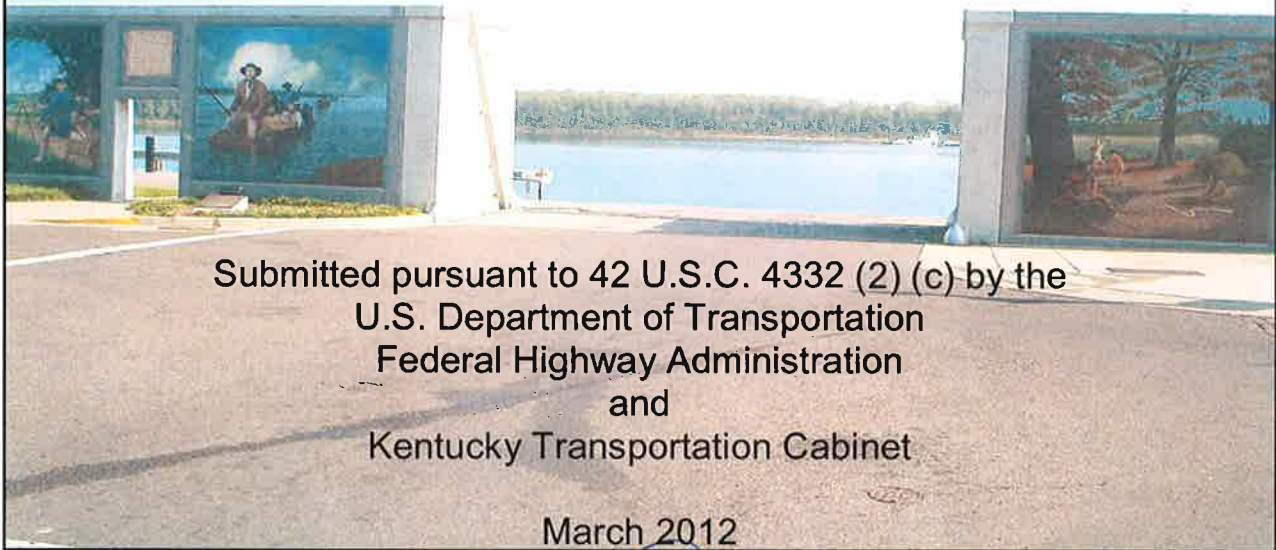 Submitted pursuant to 42 U.S.C. 4332 (2) (c) by the
U.S. Department of Transportation
Federal Highway Administration
and
Kentucky Transportation Cabinet
March 2012